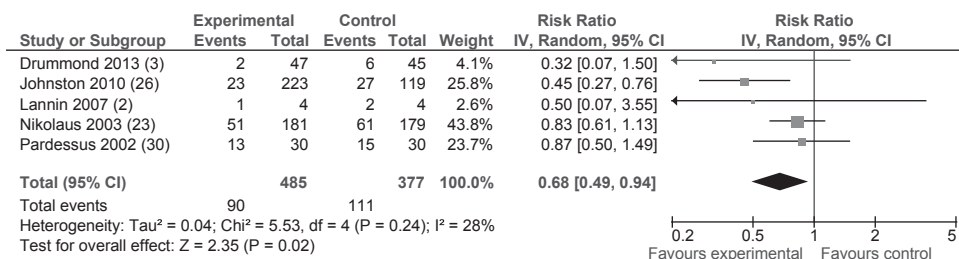 Experimental Control Risk Ratio Risk Ratio
Study or Subgroup Events Total Events Total Weight IV, Random, 95% CI IV, Random, 95% CI
Drummond 2013 (3) 2 47 6 45 4.1% 0.32 [0.07, 1.50]
Johnston 2010 (26) 23 223 27 119 25.8% 0.45 [0.27, 0.76]
Lannin 2007 (2) 1 4 2 4 2.6% 0.50 [0.07, 3.55]
Nikolaus 2003 (23) 51 181 61 179 43.8% 0.83 [0.61, 1.13]
Pardessus 2002 (30) 13 30 15 30 23.7% 0.87 [0.50, 1.49]
Total (95% CI) 485 377 100.0% 0.68 [0.49, 0.94]
Total events 90 111
Heterogeneity: Tau² = 0.04; Chi² = 5.53, df = 4 (P = 0.24); I² = 28%
Test for overall effect: Z = 2.35 (P = 0.02)
0.2 0.5 1 2 5
Favours experimental Favours control